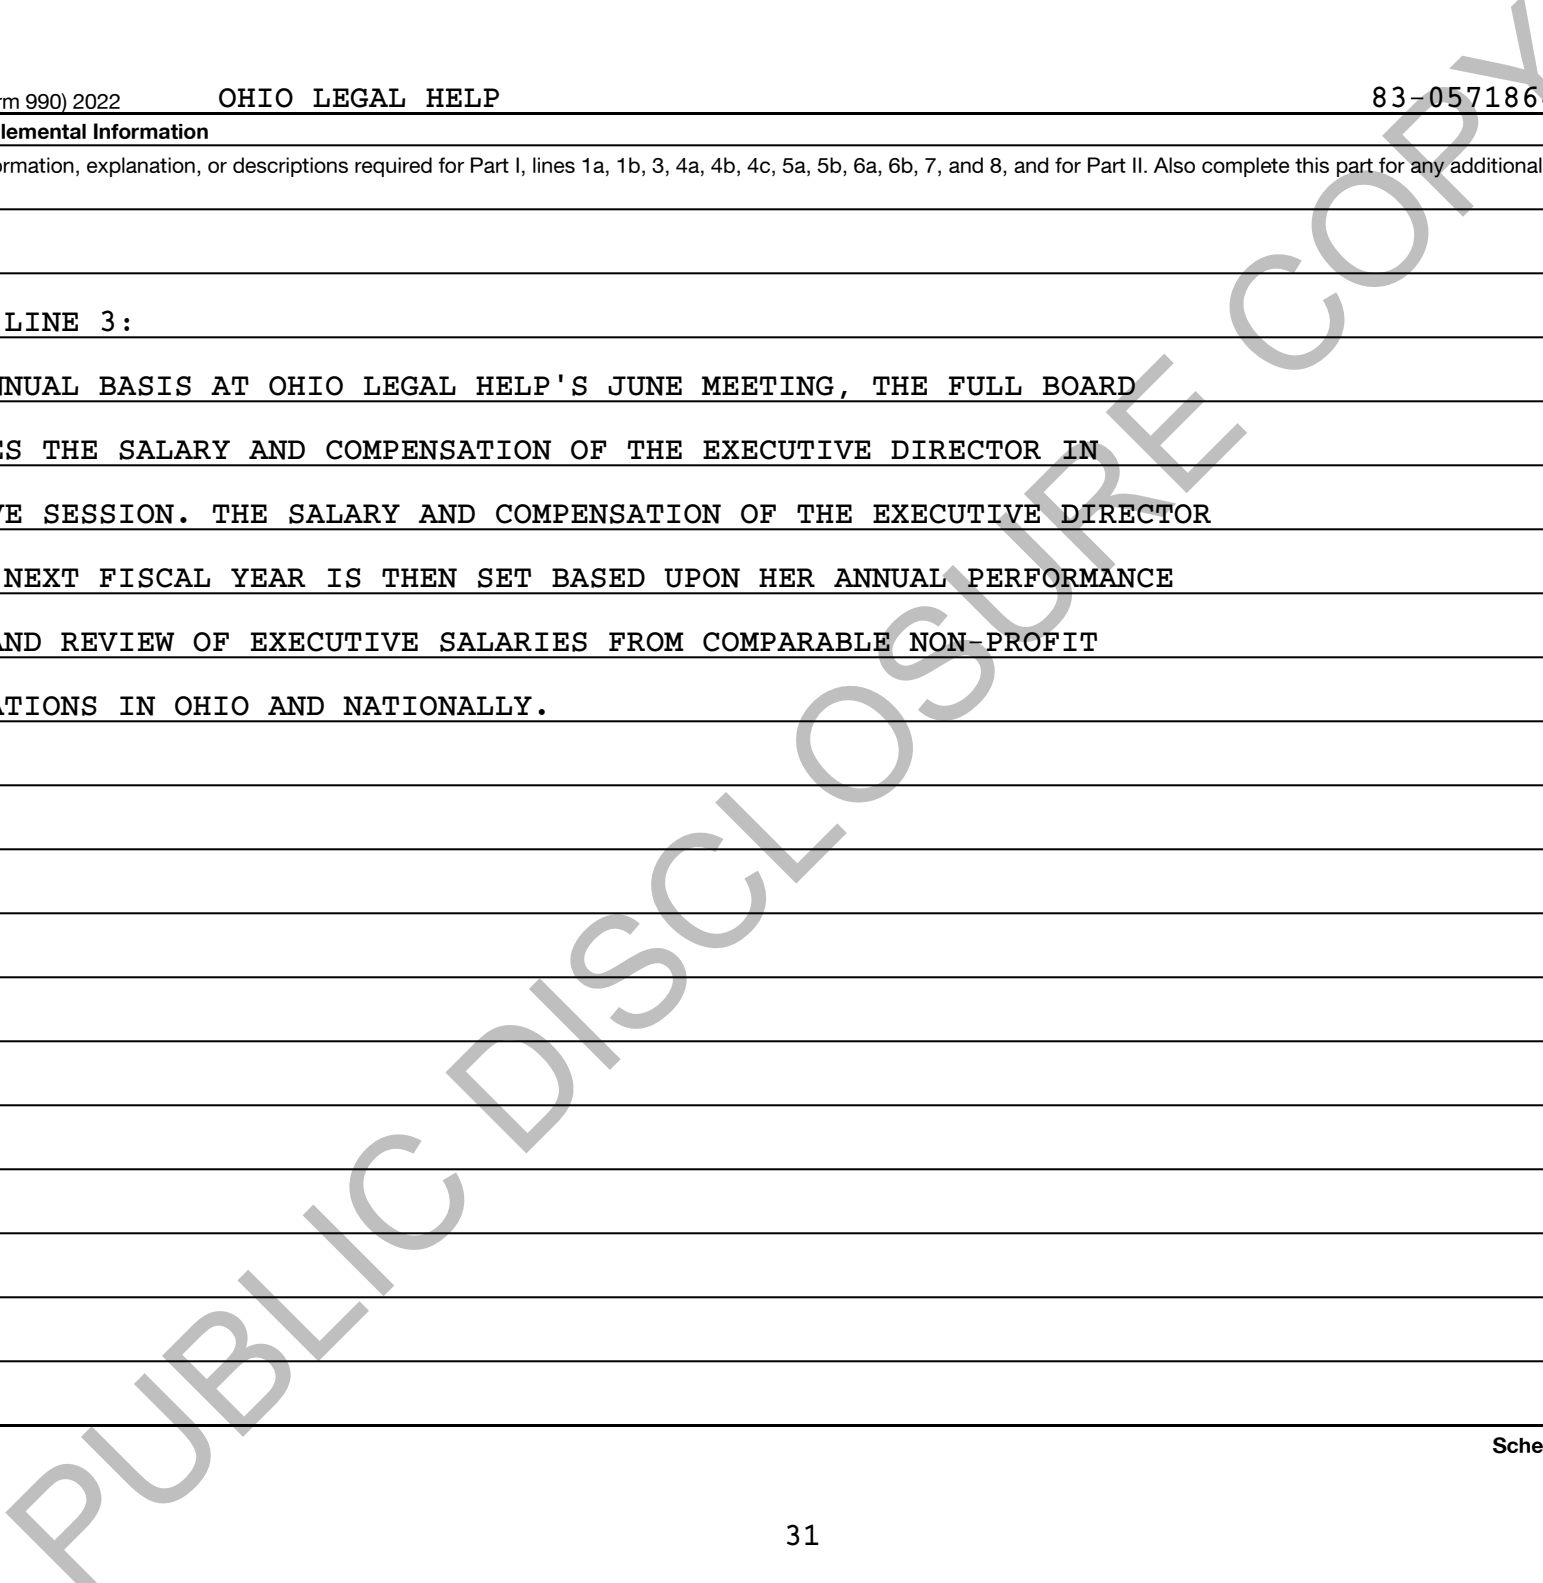 rm 990) 2022 OHIO LEGAL HELP 83-057186
lemental Information
ormation, explanation, or descriptions required for Part I, lines 1a, 1b, 3, 4a, 4b, 4c, 5a, 5b, 6a, 6b, 7, and 8, and for Part II. Also complete this part for any additional
LINE 3:
NNUAL BASIS AT OHIO LEGAL HELP'S JUNE MEETING, THE FULL BOARD
ES THE SALARY AND COMPENSATION OF THE EXECUTIVE DIRECTOR IN
VE SESSION. THE SALARY AND COMPENSATION OF THE EXECUTIVE DIRECTOR
NEXT FISCAL YEAR IS THEN SET BASED UPON HER ANNUAL PERFORMANCE
AND REVIEW OF EXECUTIVE SALARIES FROM COMPARABLE NON-PROFIT
ATIONS IN OHIO AND NATIONALLY.
PUBLIC DISCLOSURE COPY
Sche
31